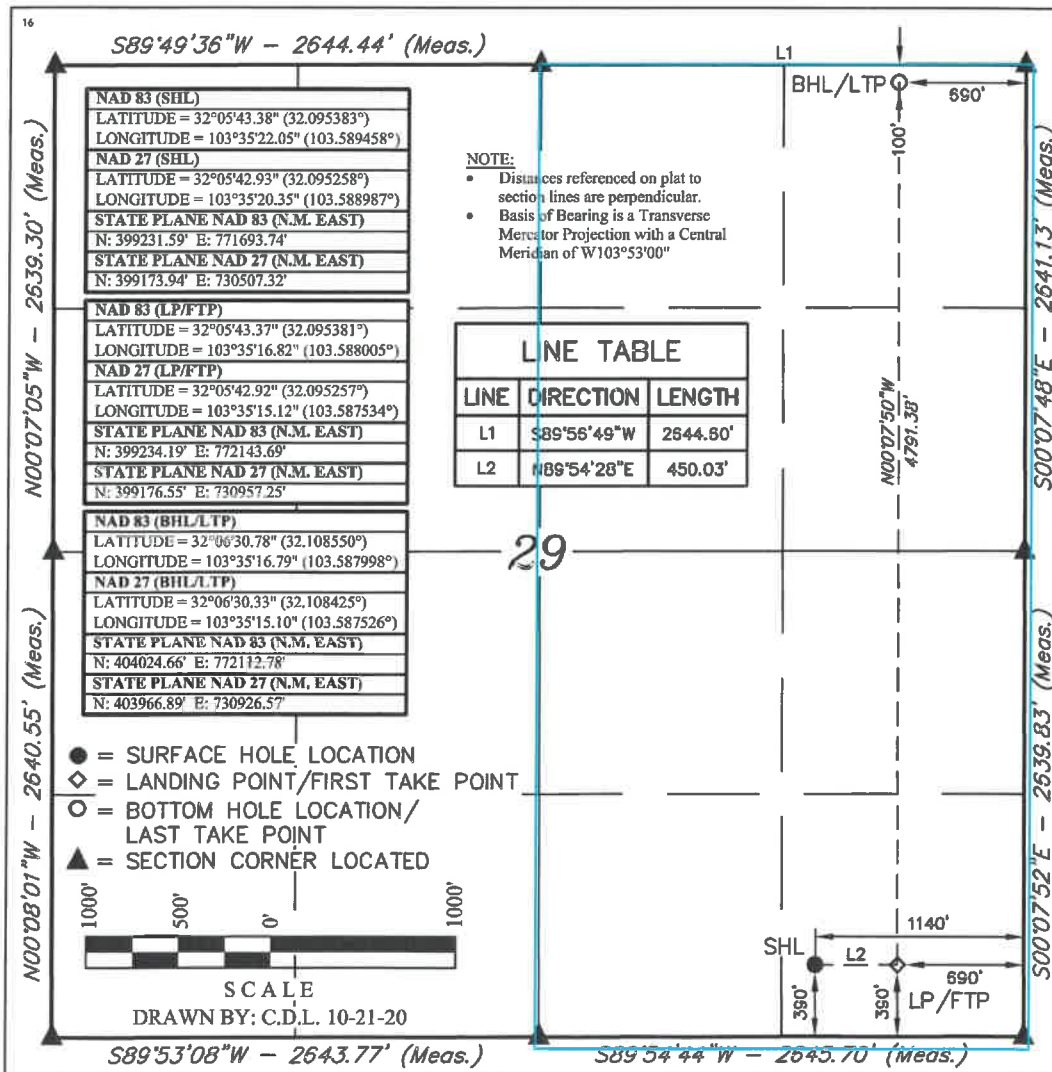 16
S89°49'36"W – 2644.44' (Meas.)
L1
BHL/LTP
690'
100'
N00°07'05"W – 2639.30' (Meas.)
S00°07'48"E – 2641.13' (Meas.)
NAD 83 (SHL)
LATITUDE = 32°05'43.38" (32.095383°)
LONGITUDE = 103°35'22.05" (103.589458°)
NAD 27 (SHL)
LATITUDE = 32°05'42.93" (32.095258°)
LONGITUDE = 103°35'20.35" (103.588987°)
STATE PLANE NAD 83 (N.M. EAST)
N: 399231.59' E: 771693.74'
STATE PLANE NAD 27 (N.M. EAST)
N: 399173.94' E: 730507.32'
NAD 83 (LP/FTP)
LATITUDE = 32°05'43.37" (32.095381°)
LONGITUDE = 103°35'16.82" (103.588005°)
NAD 27 (LP/FTP)
LATITUDE = 32°05'42.92" (32.095257°)
LONGITUDE = 103°35'15.12" (103.587534°)
STATE PLANE NAD 83 (N.M. EAST)
N: 399234.19' E: 772143.69'
STATE PLANE NAD 27 (N.M. EAST)
N: 399176.55' E: 730957.25'
NAD 83 (BHL/LTP)
LATITUDE = 32°06'30.78" (32.108550°)
LONGITUDE = 103°35'16.79" (103.587998°)
NAD 27 (BHL/LTP)
LATITUDE = 32°06'30.33" (32.108425°)
LONGITUDE = 103°35'15.10" (103.587526°)
STATE PLANE NAD 83 (N.M. EAST)
N: 404024.66' E: 772112.78'
STATE PLANE NAD 27 (N.M. EAST)
N: 403966.89' E: 730926.57'
NOTE:
• Distances referenced on plat to
section lines are perpendicular.
• Basis of Bearing is a Transverse
Mercator Projection with a Central
Meridian of W103°53'00"
LINE TABLE
LINE DIRECTION LENGTH
L1 S89°56'49"W 2644.60'
L2 N89°54'28"E 450.03'
N00°07'50"W
4791.38'
29
N00°08'01"W – 2640.55' (Meas.)
S00°07'52"E – 2639.83' (Meas.)
● = SURFACE HOLE LOCATION
◇ = LANDING POINT/FIRST TAKE POINT
○ = BOTTOM HOLE LOCATION/
LAST TAKE POINT
▲ = SECTION CORNER LOCATED
1000' 500' 0' 1000'
SCALE
DRAWN BY: C.D.L. 10-21-20
1140'
SHL
L2
690'
LP/FTP
390'
390'
S89°53'08"W – 2643.77' (Meas.)
S89°54'44"W – 2645.70' (Meas.)